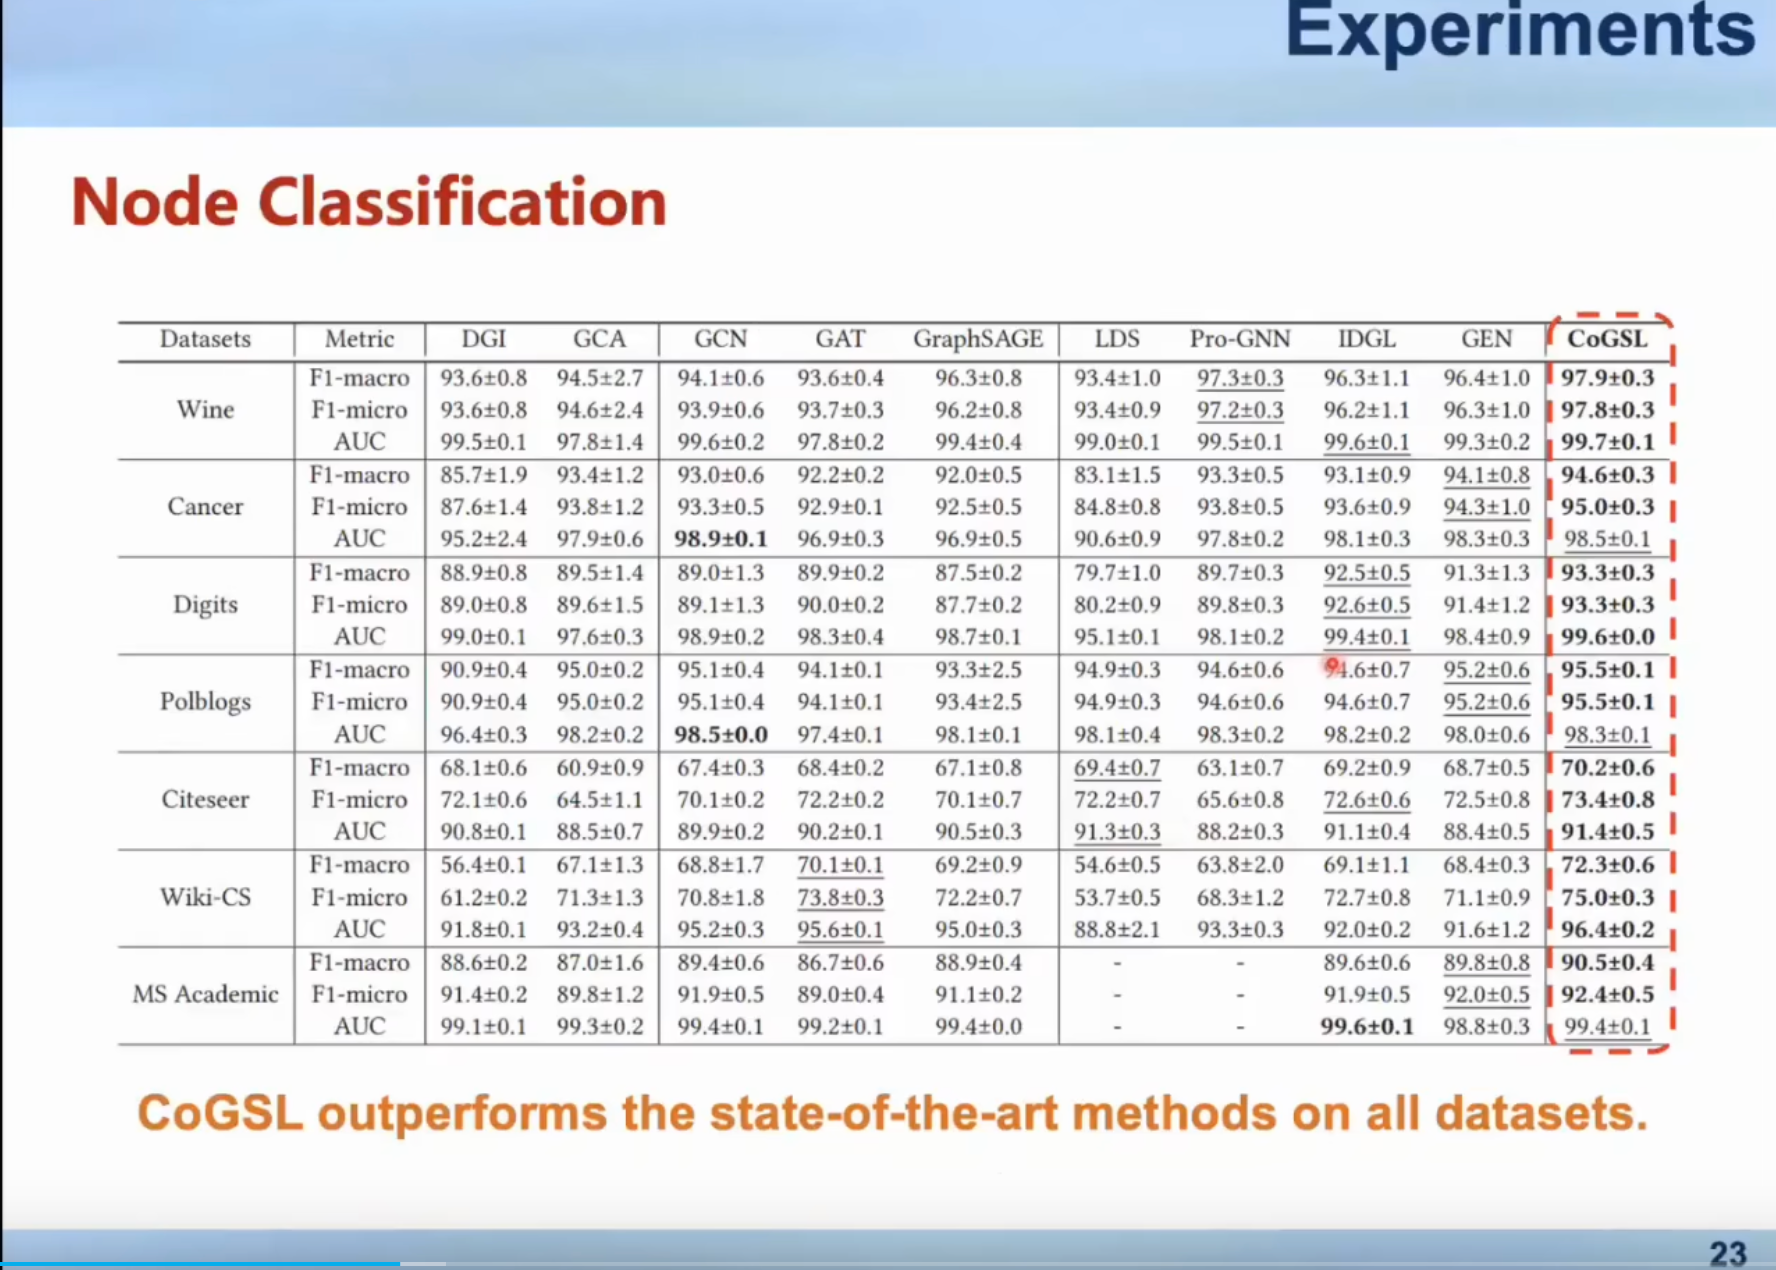 Experiments
Node Classification
Datasets Metric DGI GCA GCN GAT GraphSAGE LDS Pro-GNN IDGL GEN CoGSL
F1-macro 93.6±0.8 94.5±2.7 94.1±0.6 93.6±0.4 96.3±0.8 93.4±1.0 97.3±0.3 96.3±1.1 96.4±1.0 97.9±0.3
Wine F1-micro 93.6±0.8 94.6±2.4 93.9±0.6 93.7±0.3 96.2±0.8 93.4±0.9 97.2±0.3 96.2±1.1 96.3±1.0 97.8±0.3
AUC 99.5±0.1 97.8±1.4 99.6±0.2 97.8±0.2 99.4±0.4 99.0±0.1 99.5±0.1 99.6±0.1 99.3±0.2 99.7±0.1
F1-macro 85.7±1.9 93.4±1.2 93.0±0.6 92.2±0.2 92.0±0.5 83.1±1.5 93.3±0.5 93.1±0.9 94.1±0.8 94.6±0.3
Cancer F1-micro 87.6±1.4 93.8±1.2 93.3±0.5 92.9±0.1 92.5±0.5 84.8±0.8 93.8±0.5 93.6±0.9 94.3±1.0 95.0±0.3
AUC 95.2±2.4 97.9±0.6 98.9±0.1 96.9±0.3 96.9±0.5 90.6±0.9 97.8±0.2 98.1±0.3 98.3±0.3 98.5±0.1
F1-macro 88.9±0.8 89.5±1.4 89.0±1.3 89.9±0.2 87.5±0.2 79.7±1.0 89.7±0.3 92.5±0.5 91.3±1.3 93.3±0.3
Digits F1-micro 89.0±0.8 89.6±1.5 89.1±1.3 90.0±0.2 87.7±0.2 80.2±0.9 89.8±0.3 92.6±0.5 91.4±1.2 93.3±0.3
AUC 99.0±0.1 97.6±0.3 98.9±0.2 98.3±0.4 98.7±0.1 95.1±0.1 98.1±0.2 99.4±0.1 98.4±0.9 99.6±0.0
F1-macro 90.9±0.4 95.0±0.2 95.1±0.4 94.1±0.1 93.3±2.5 94.9±0.3 94.6±0.6 94.6±0.7 95.2±0.6 95.5±0.1
Polblogs F1-micro 90.9±0.4 95.0±0.2 95.1±0.4 94.1±0.1 93.4±2.5 94.9±0.3 94.6±0.6 94.6±0.7 95.2±0.6 95.5±0.1
AUC 96.4±0.3 98.2±0.2 98.5±0.0 97.4±0.1 98.1±0.1 98.1±0.4 98.3±0.2 98.2±0.2 98.0±0.6 98.3±0.1
F1-macro 68.1±0.6 60.9±0.9 67.4±0.3 68.4±0.2 67.1±0.8 69.4±0.7 63.1±0.7 69.2±0.9 68.7±0.5 70.2±0.6
Citeseer F1-micro 72.1±0.6 64.5±1.1 70.1±0.2 72.2±0.2 70.1±0.7 72.2±0.7 65.6±0.8 72.6±0.6 72.5±0.8 73.4±0.8
AUC 90.8±0.1 88.5±0.7 89.9±0.2 90.2±0.1 90.5±0.3 91.3±0.3 88.2±0.3 91.1±0.4 88.4±0.5 91.4±0.5
F1-macro 56.4±0.1 67.1±1.3 68.8±1.7 70.1±0.1 69.2±0.9 54.6±0.5 63.8±2.0 69.1±1.1 68.4±0.3 72.3±0.6
Wiki-CS F1-micro 61.2±0.2 71.3±1.3 70.8±1.8 73.8±0.3 72.2±0.7 53.7±0.5 68.3±1.2 72.7±0.8 71.1±0.9 75.0±0.3
AUC 91.8±0.1 93.2±0.4 95.2±0.3 95.6±0.1 95.0±0.3 88.8±2.1 93.3±0.3 92.0±0.2 91.6±1.2 96.4±0.2
F1-macro 88.6±0.2 87.0±1.6 89.4±0.6 86.7±0.6 88.9±0.4 - - 89.6±0.6 89.8±0.8 90.5±0.4
MS Academic F1-micro 91.4±0.2 89.8±1.2 91.9±0.5 89.0±0.4 91.1±0.2 - - 91.9±0.5 92.0±0.5 92.4±0.5
AUC 99.1±0.1 99.3±0.2 99.4±0.1 99.2±0.1 99.4±0.0 - - 99.6±0.1 98.8±0.3 99.4±0.1
CoGSL outperforms the state-of-the-art methods on all datasets.
23